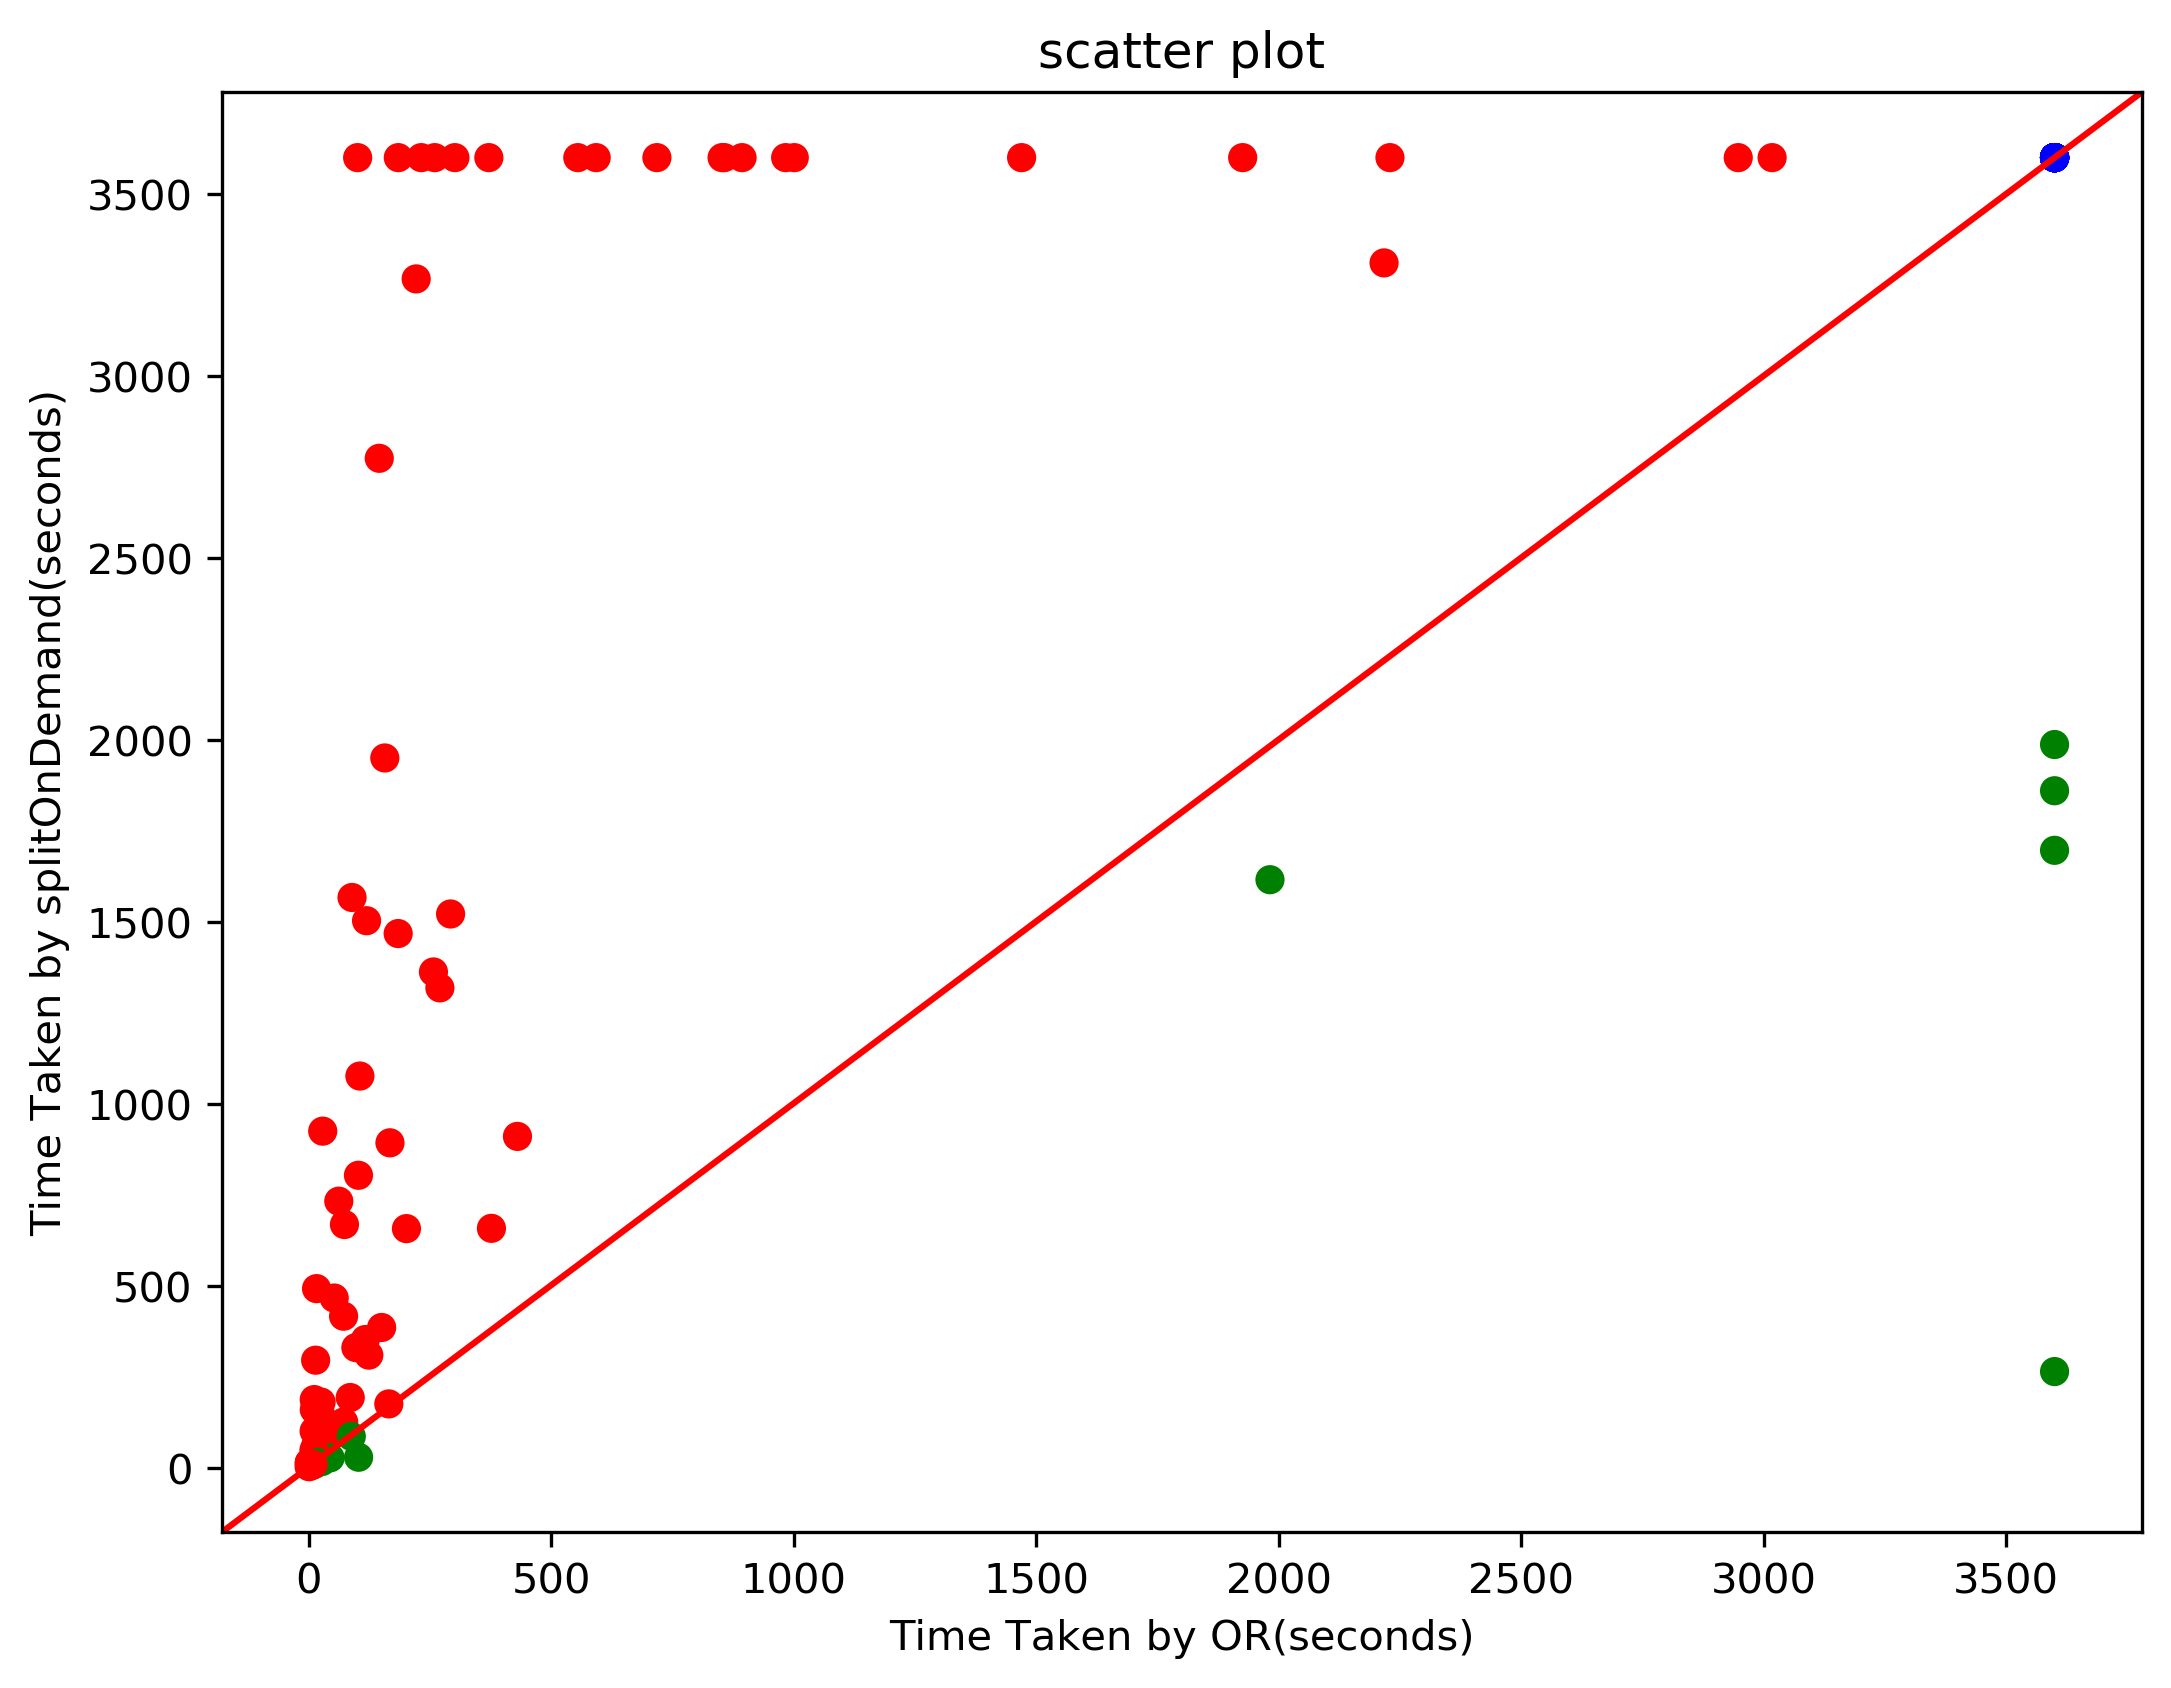 scatter plot
Time Taken by splitOnDemand(seconds)
3500
3000
2500
2000
1500
1000
500
0
0 500 1000 1500 2000 2500 3000 3500
Time Taken by OR(seconds)